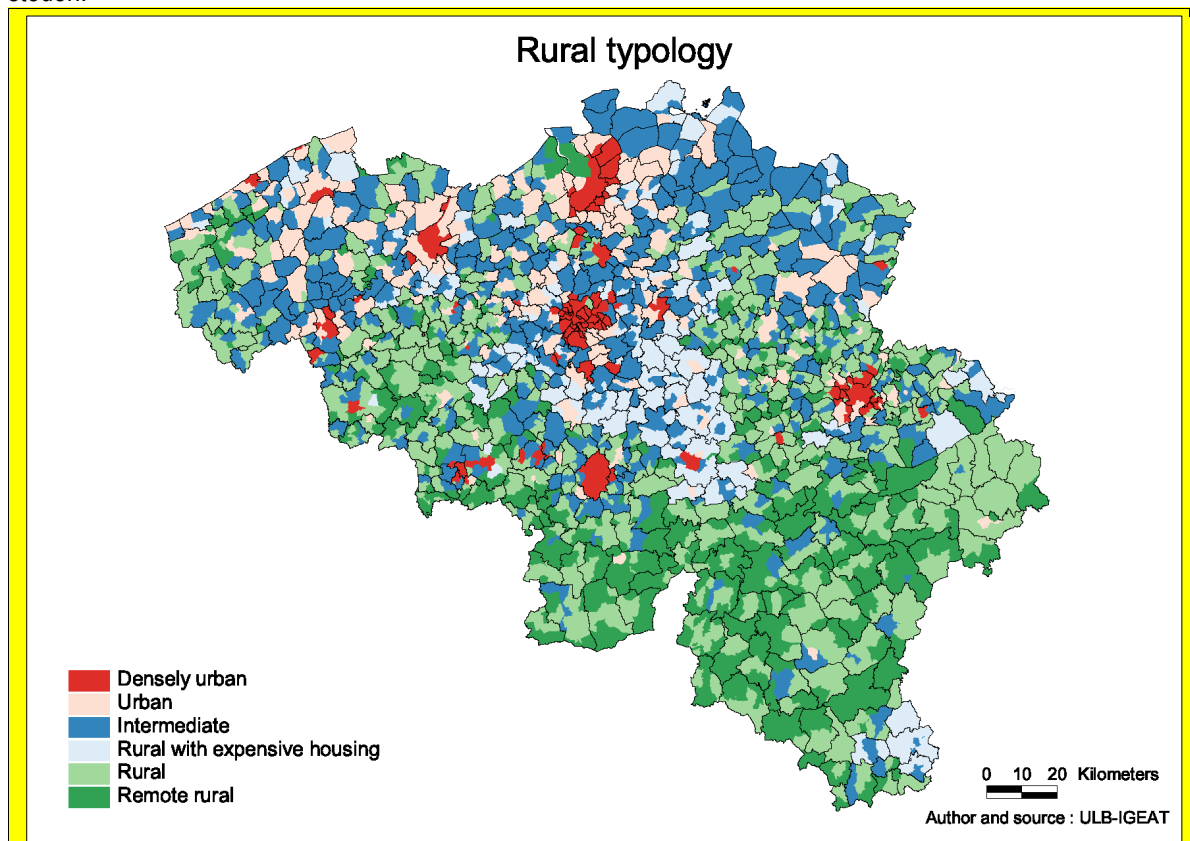 Rural typology
Densely urban
Urban
Intermediate
Rural with expensive housing
Rural
Remote rural
0 10 20 Kilometers
Author and source : ULB-IGEAT